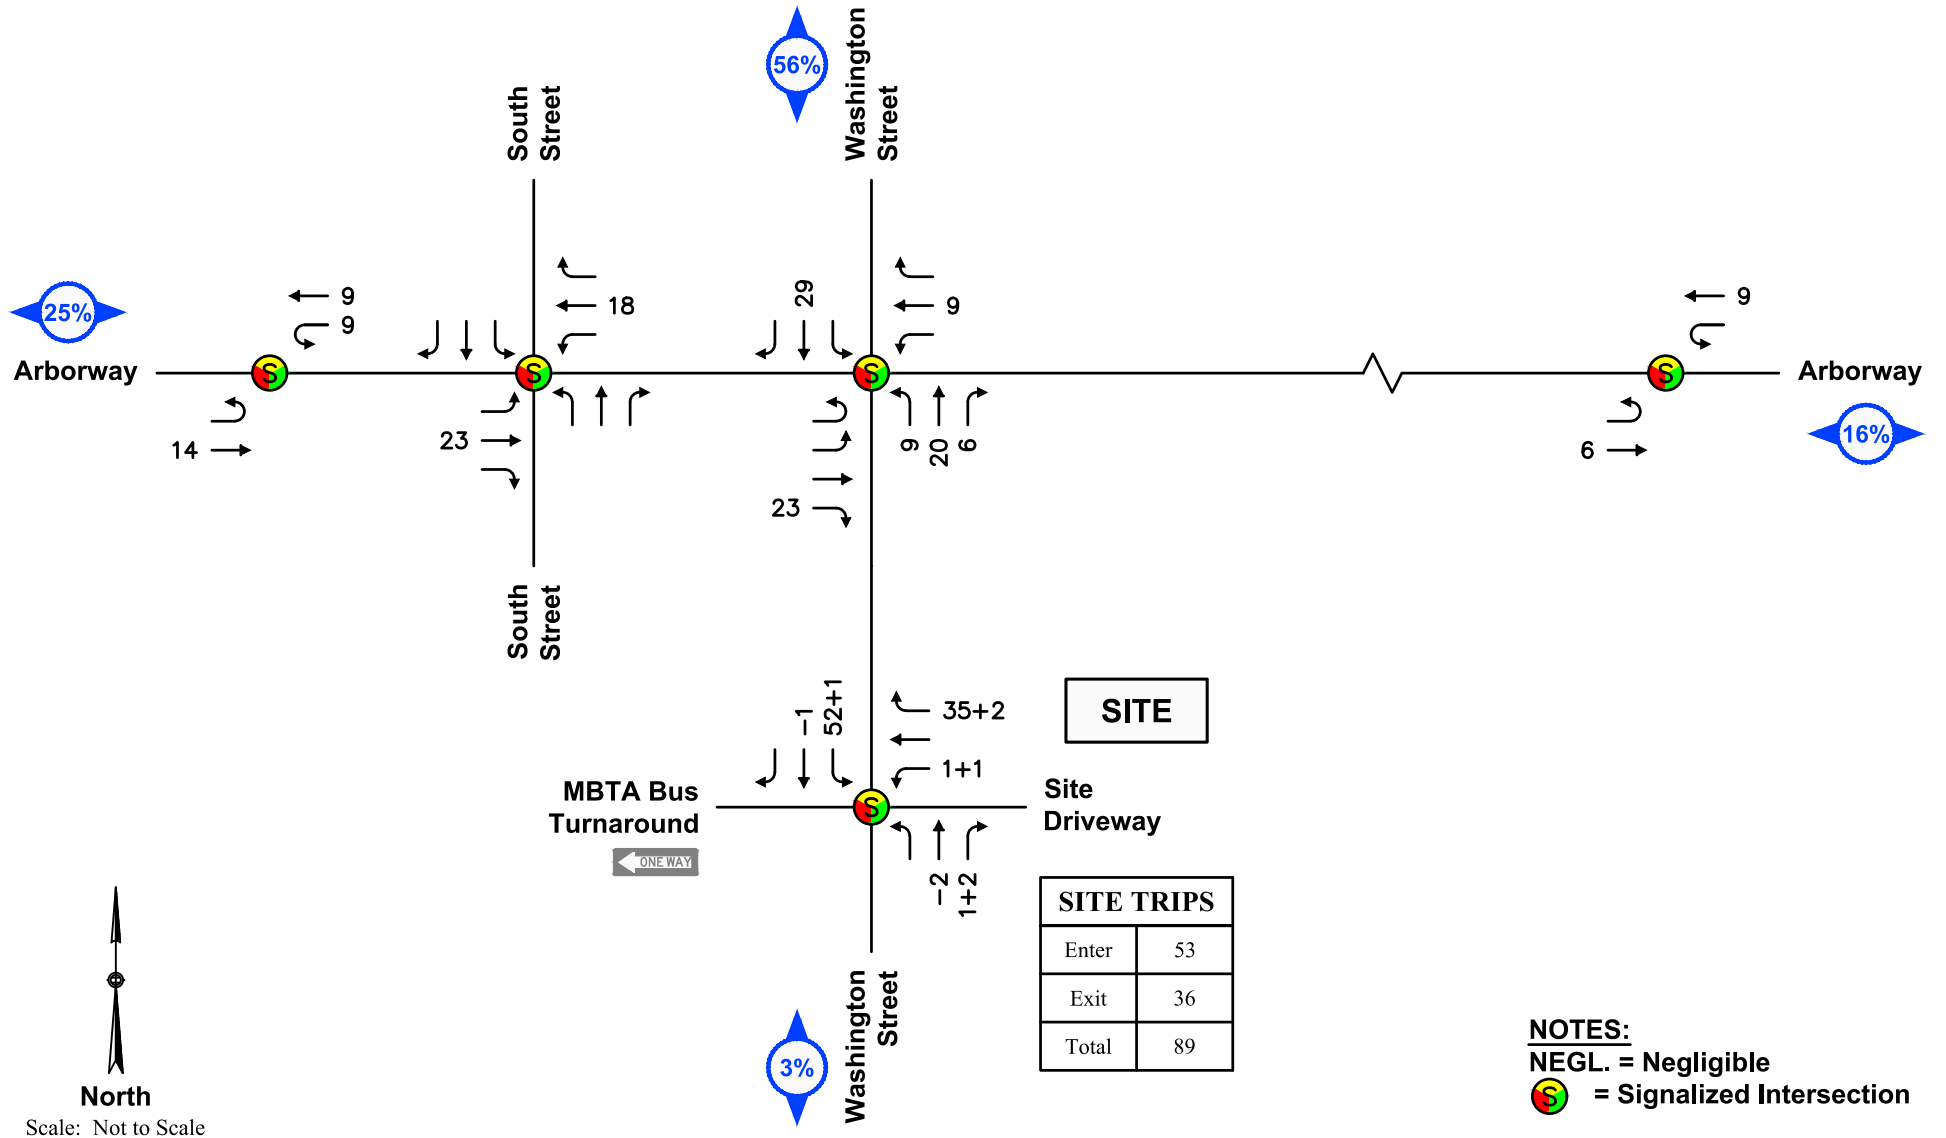 56%
Washington
Street
South
Street
25%
Arborway
9
9
18
29
9
9
Arborway
16%
14
23
23
9
20
6
6
South
Street
-1
52+1
35+2
1+1
SITE
MBTA Bus
Turnaround
ONE WAY
Site
Driveway
-2
1+2
SITE TRIPS
Enter 53
Exit 36
Total 89
Washington
Street
3%
North
Scale: Not to Scale
NOTES:
NEGL. = Negligible
S = Signalized Intersection
S
S
S
S
S